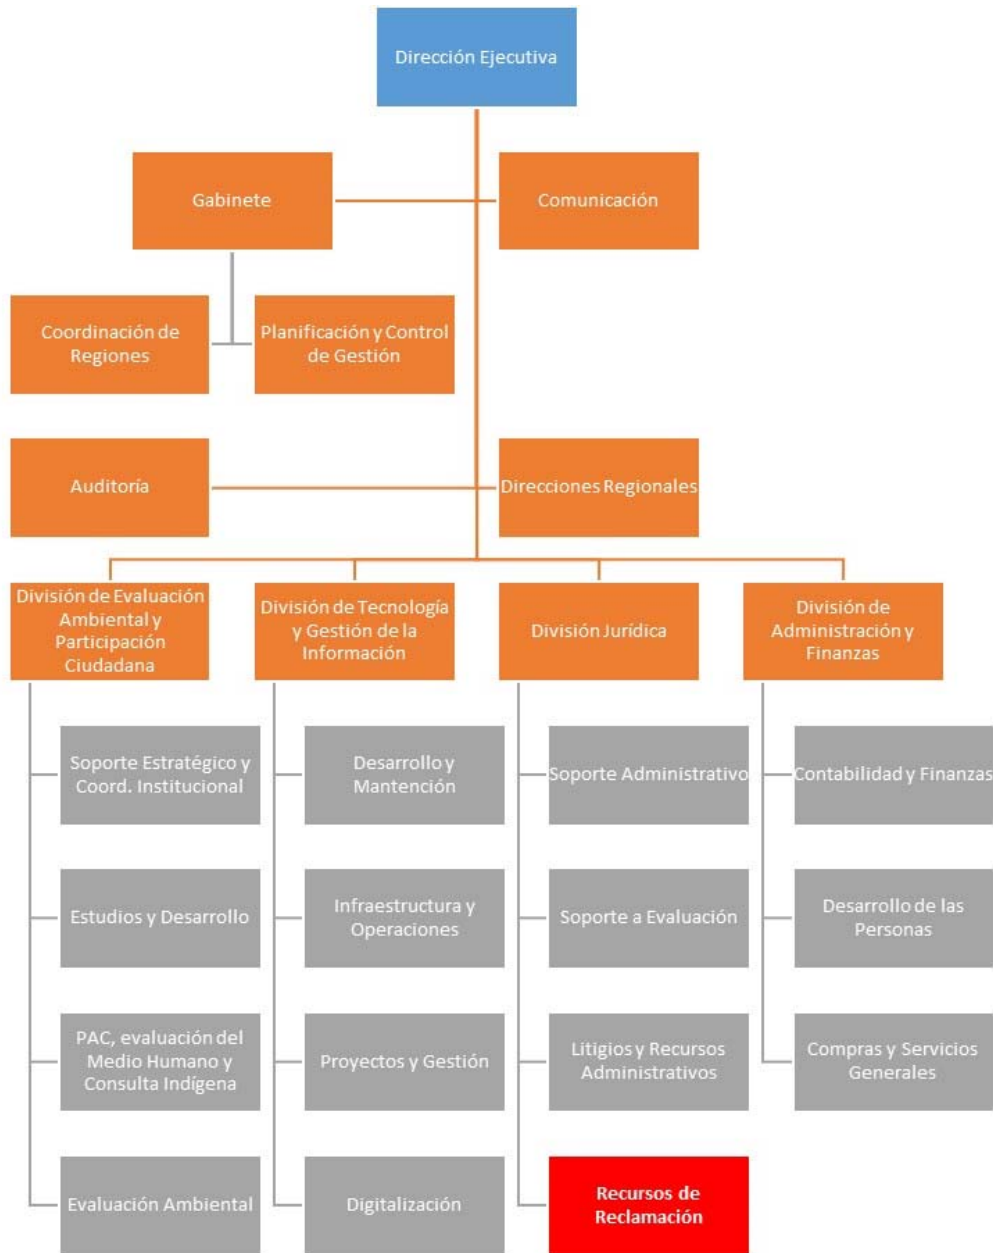 Dirección Ejecutiva
Gabinete
Comunicación
Coordinación de
Regiones
Planificación y Control
de Gestión
Auditoría
Direcciones Regionales
División de Evaluación
Ambiental y
Participación
Ciudadana
División de Tecnología
y Gestión de la
Información
División Jurídica
División de
Administración y
Finanzas
Soporte Estratégico y
Coord. Institucional
Desarrollo y
Mantención
Soporte Administrativo
Contabilidad y Finanzas
Estudios y Desarrollo
Infraestructura y
Operaciones
Soporte a Evaluación
Desarrollo de las
Personas
PAC, evaluación del
Medio Humano y
Consulta Indígena
Proyectos y Gestión
Litigios y Recursos
Administrativos
Compras y Servicios
Generales
Evaluación Ambiental
Digitalización
Recursos de
Reclamación